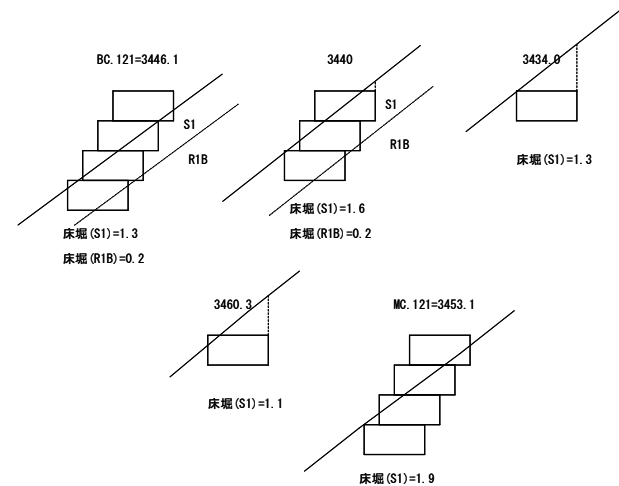 BC.121=3446.1
3440
3434.0
S1
R1B
S1
R1B
床堀(S1)=1.3
床堀(S1)=1.3
床堀(R1B)=0.2
床堀(S1)=1.6
床堀(R1B)=0.2
3460.3
MC.121=3453.1
床堀(S1)=1.1
床堀(S1)=1.9